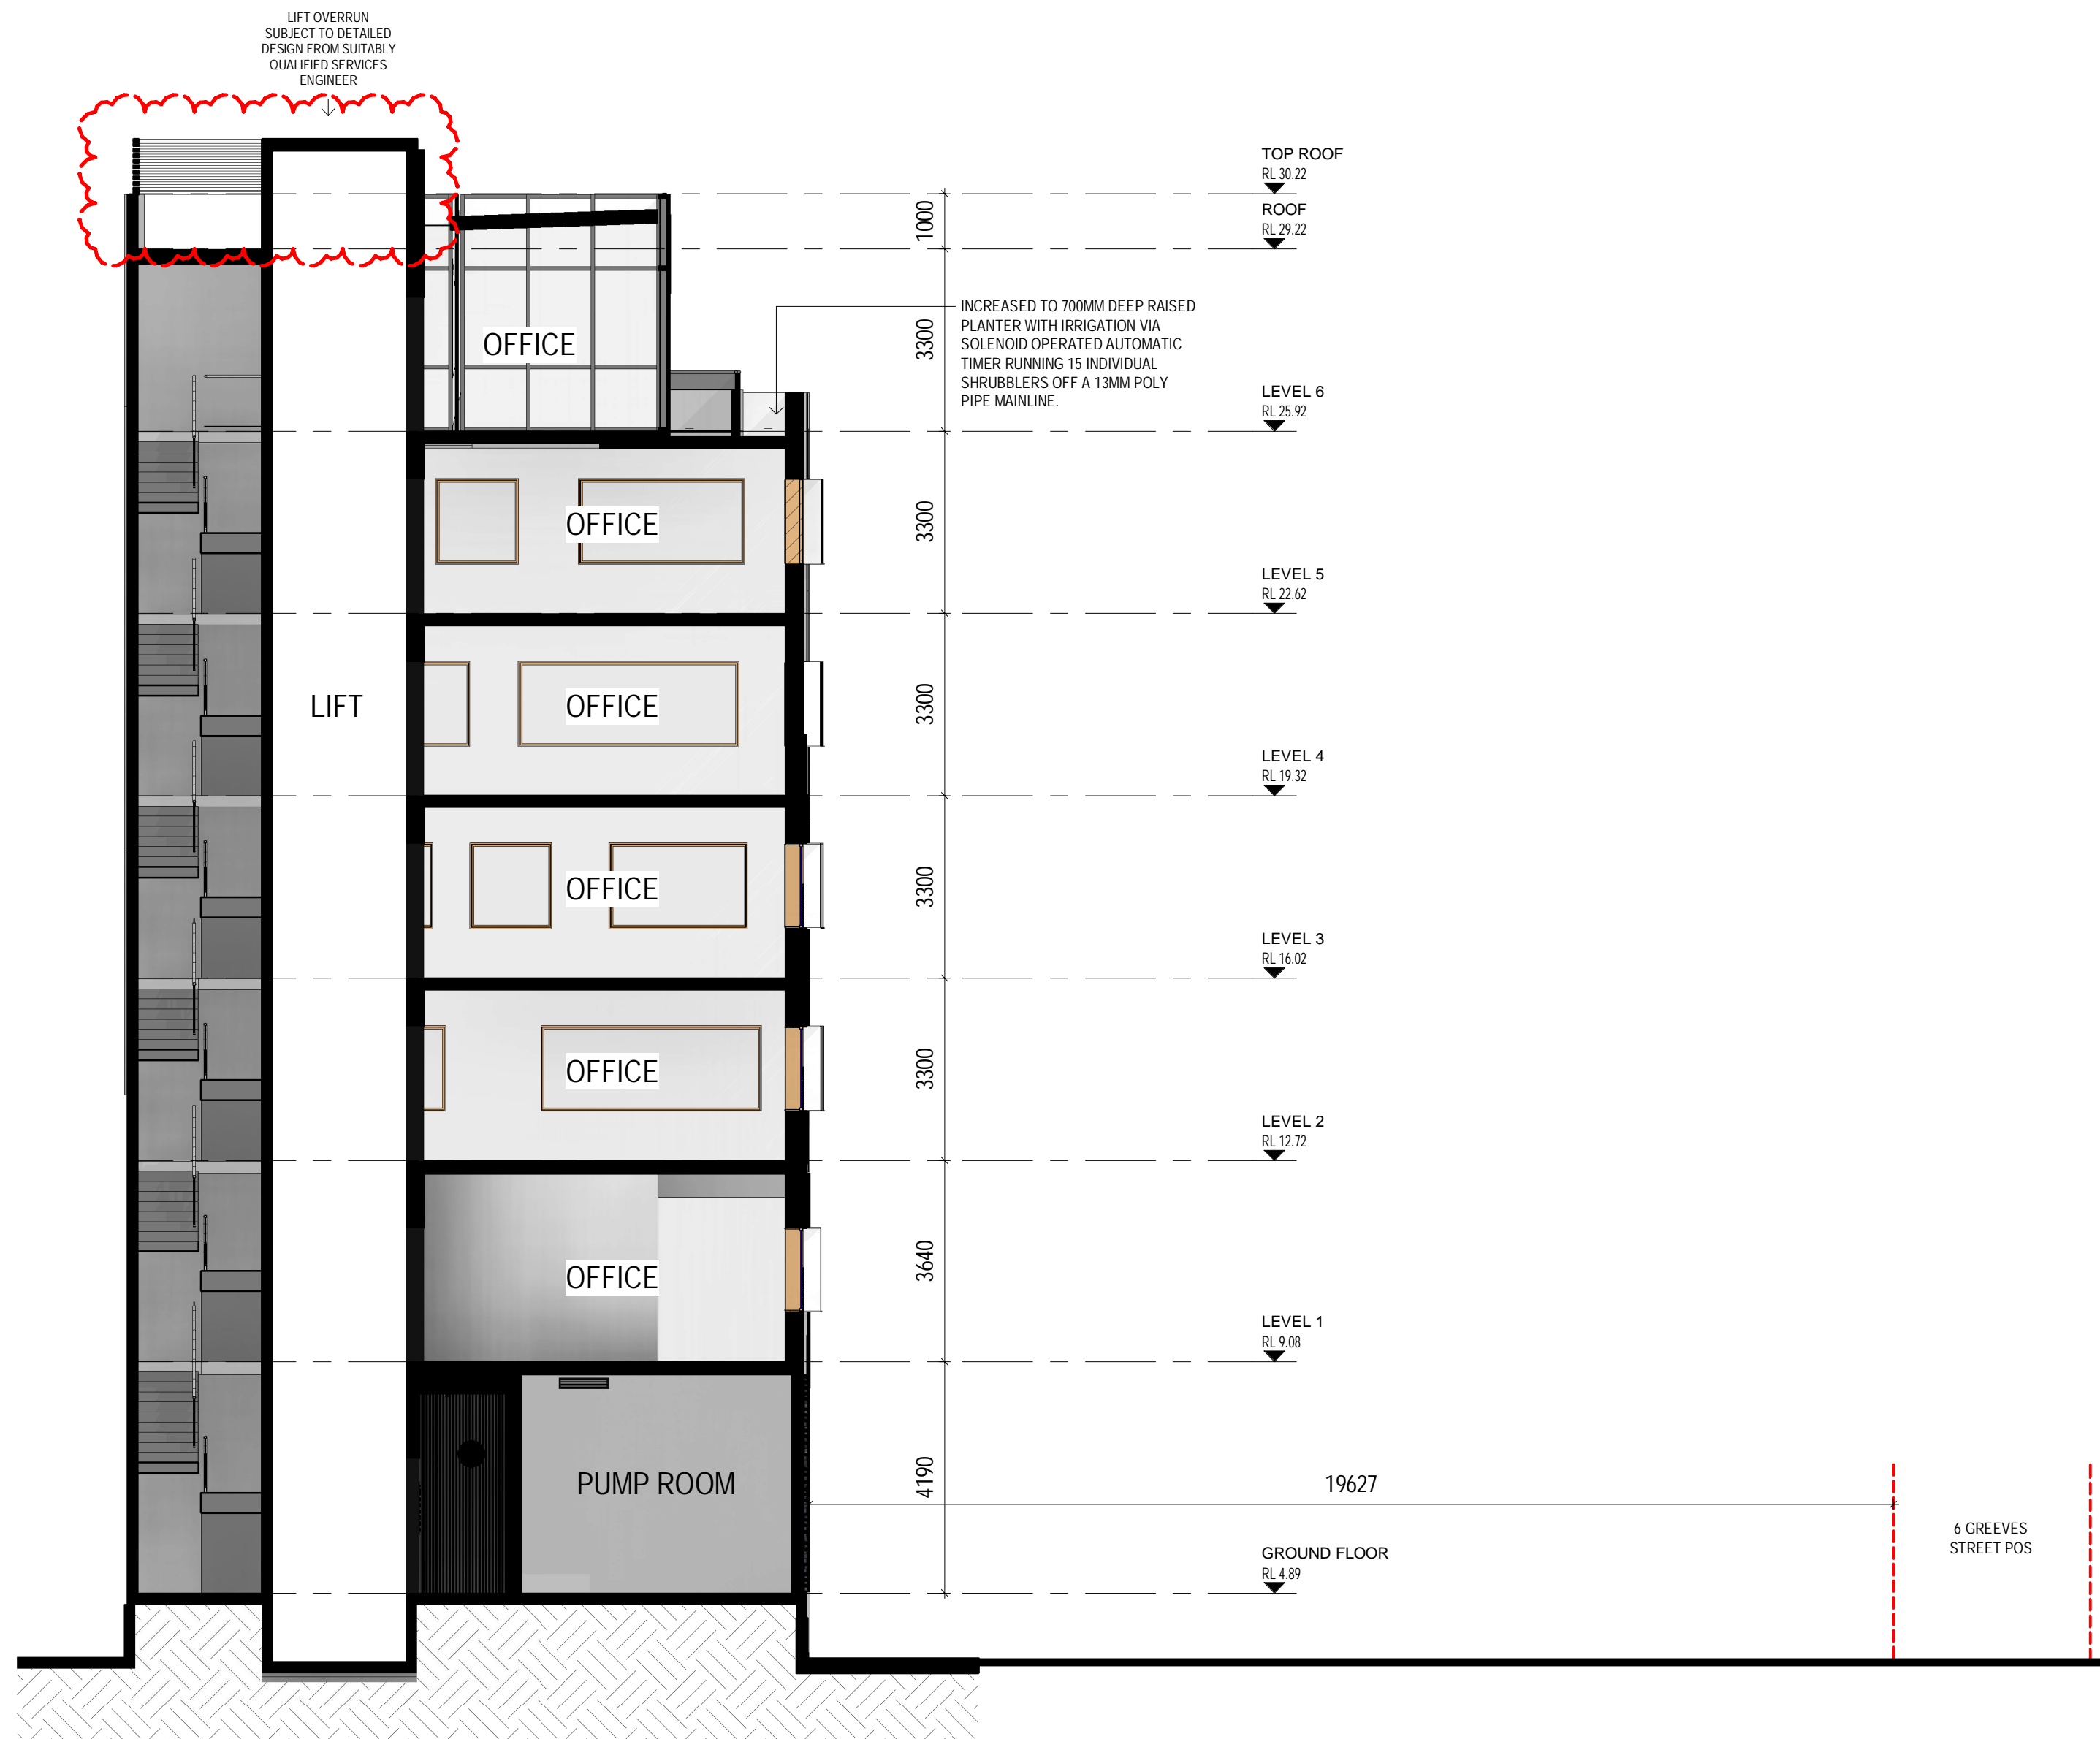 LIFT OVERRUN
SUBJECT TO DETAILED
DESIGN FROM SUITABLY
QUALIFIED SERVICES
ENGINEER
TOP ROOF
RL 30.22
1000
ROOF
RL 29.22
INCREASED TO 700MM DEEP RAISED
PLANTER WITH IRRIGATION VIA
SOLENOID OPERATED AUTOMATIC
TIMER RUNNING 15 INDIVIDUAL
SHRUBBLERS OFF A 13MM POLY
PIPE MAINLINE.
OFFICE
3300
LEVEL 6
RL 25.92
OFFICE
3300
LEVEL 5
RL 22.62
LIFT
OFFICE
3300
LEVEL 4
RL 19.32
OFFICE
3300
LEVEL 3
RL 16.02
OFFICE
3300
LEVEL 2
RL 12.72
OFFICE
3640
LEVEL 1
RL 9.08
PUMP ROOM
4190
19627
6 GREEVES
STREET POS
GROUND FLOOR
RL 4.89